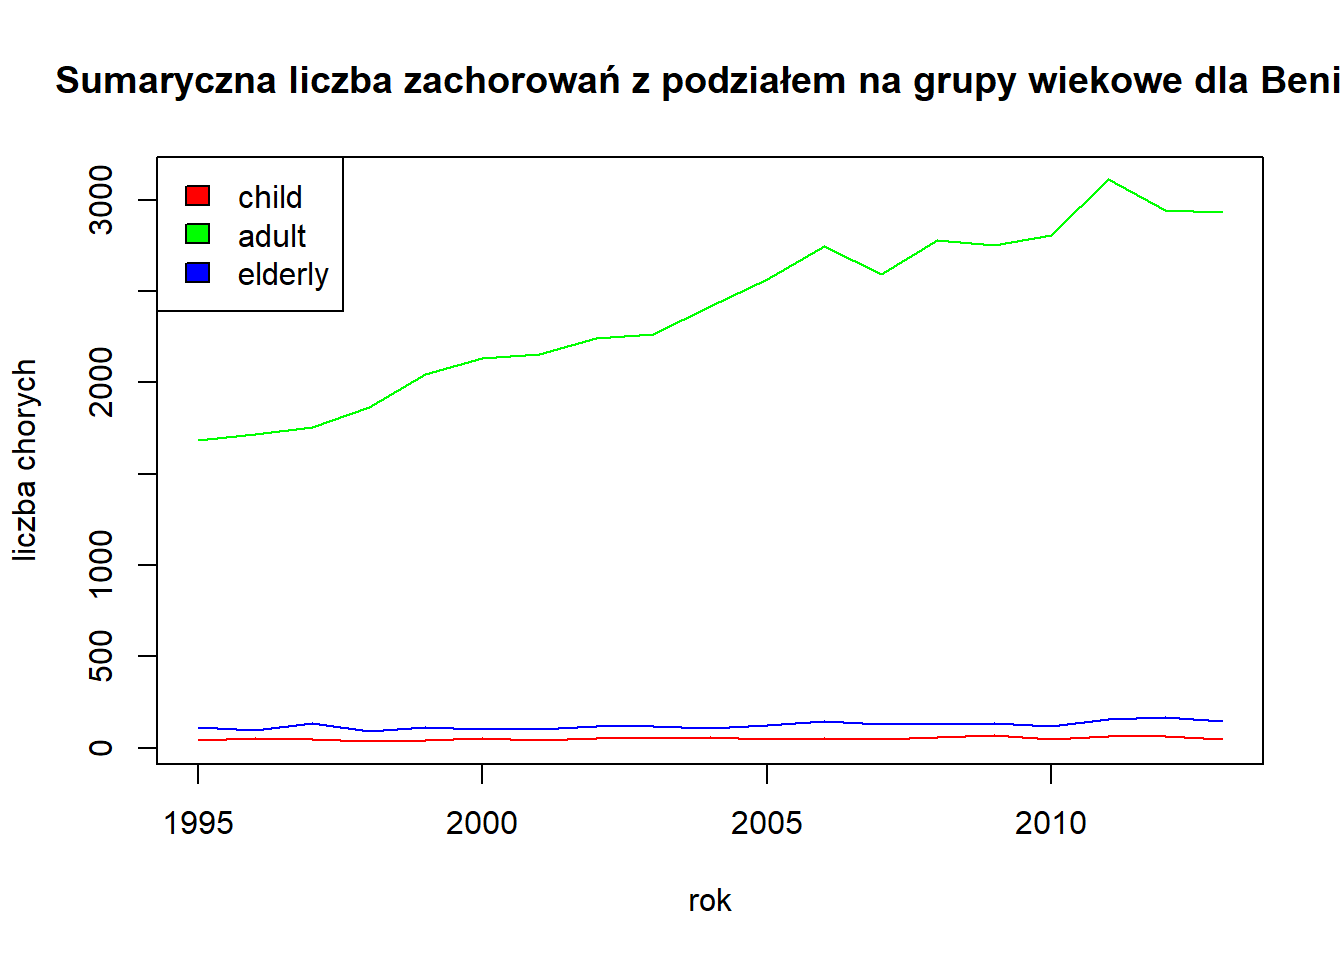 Sumaryczna liczba zachorowań z podziałem na grupy wiekowe dla Beni
child
adult
elderly
3000
2000
1000
500
0
liczba chorych
1995 2000 2005 2010
rok